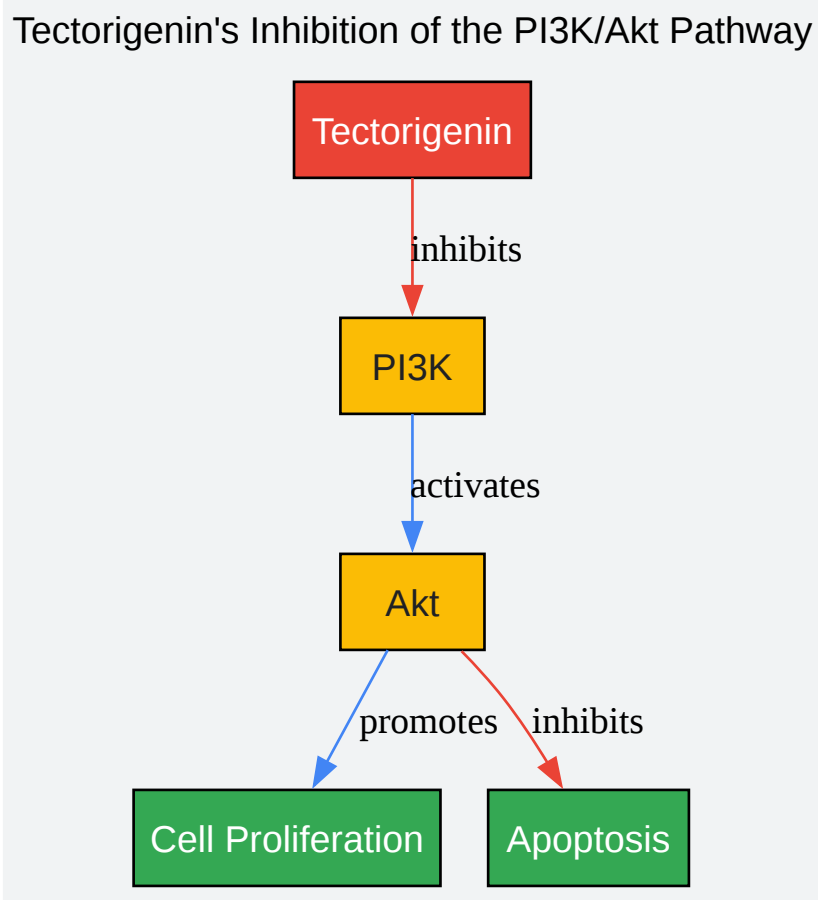 Tectorigenin's Inhibition of the PI3K/Akt Pathway
Tectorigenin
inhibits
PI3K
activates
Akt
promotes
inhibits
Cell Proliferation
Apoptosis